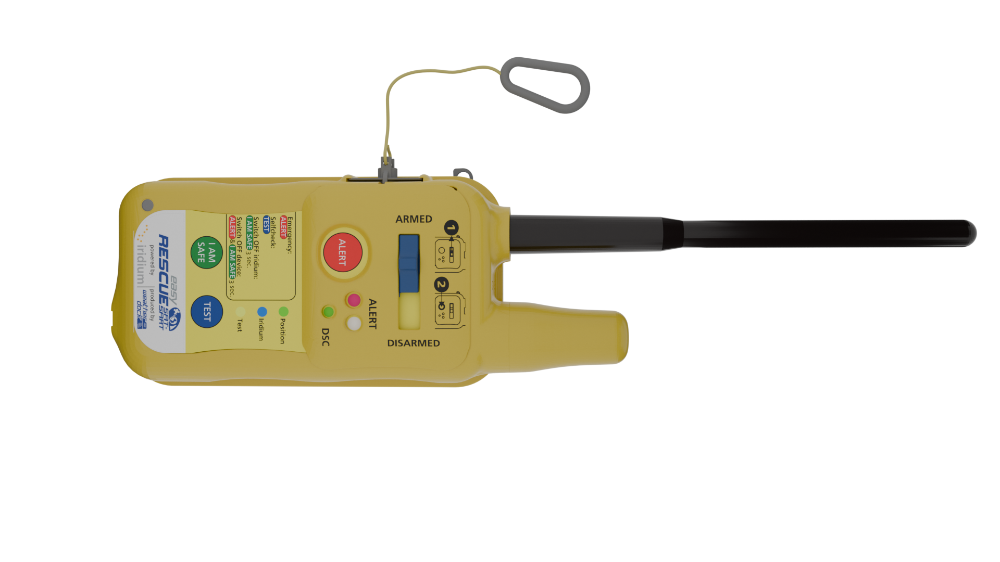 ARMED
1
2
DISARMED
ALERT
ALERT
DSC
Emergency:
ALERT
Selfcheck:
TEST
Switch OFF iridium:
I AM SAFE 3 sec.
Switch OFF device:
ALERT & I AM SAFE 3 sec.
Position
Iridium
Test
I AM
SAFE
TEST
easy
RESCUE SAT-
SART
powered by
iridium
produced by
weather
dock